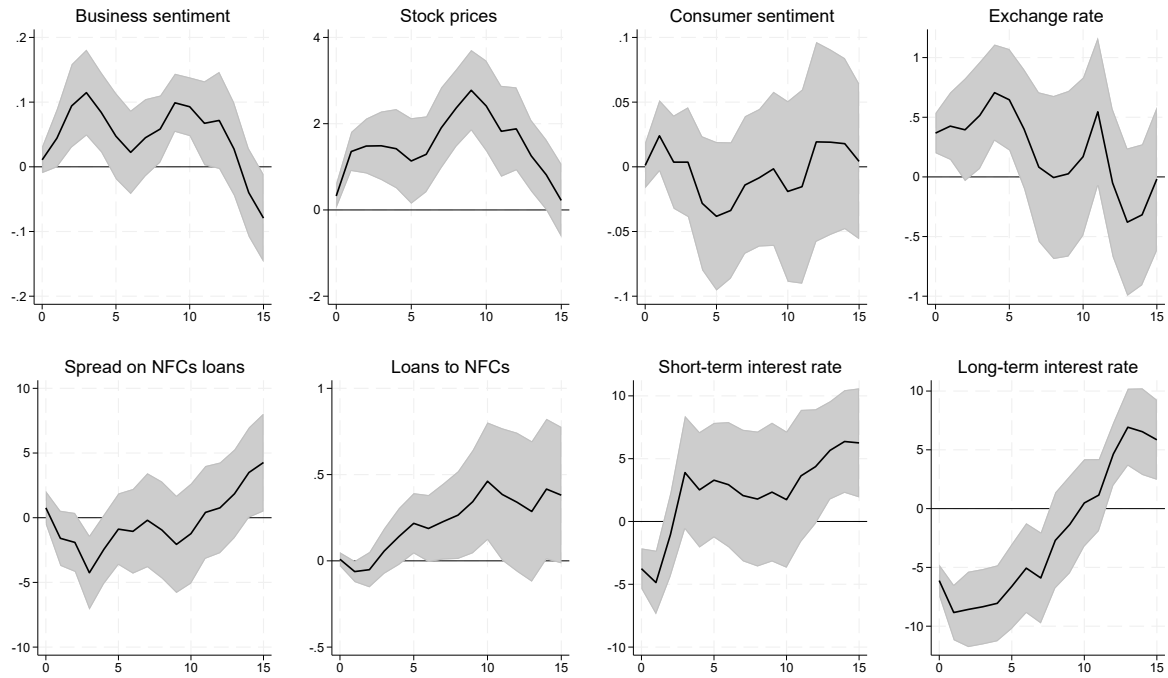 Business sentiment
.2
.1
0
-.1
-.2
0 5 10 15
Stock prices
4
2
0
-2
0 5 10 15
Consumer sentiment
.1
.05
0
-.05
-.1
0 5 10 15
Exchange rate
1
.5
0
-.5
-1
0 5 10 15
Spread on NFCs loans
10
5
0
-5
-10
0 5 10 15
Loans to NFCs
1
.5
0
-.5
0 5 10 15
Short-term interest rate
10
5
0
-5
-10
0 5 10 15
Long-term interest rate
10
5
0
-5
-10
0 5 10 15